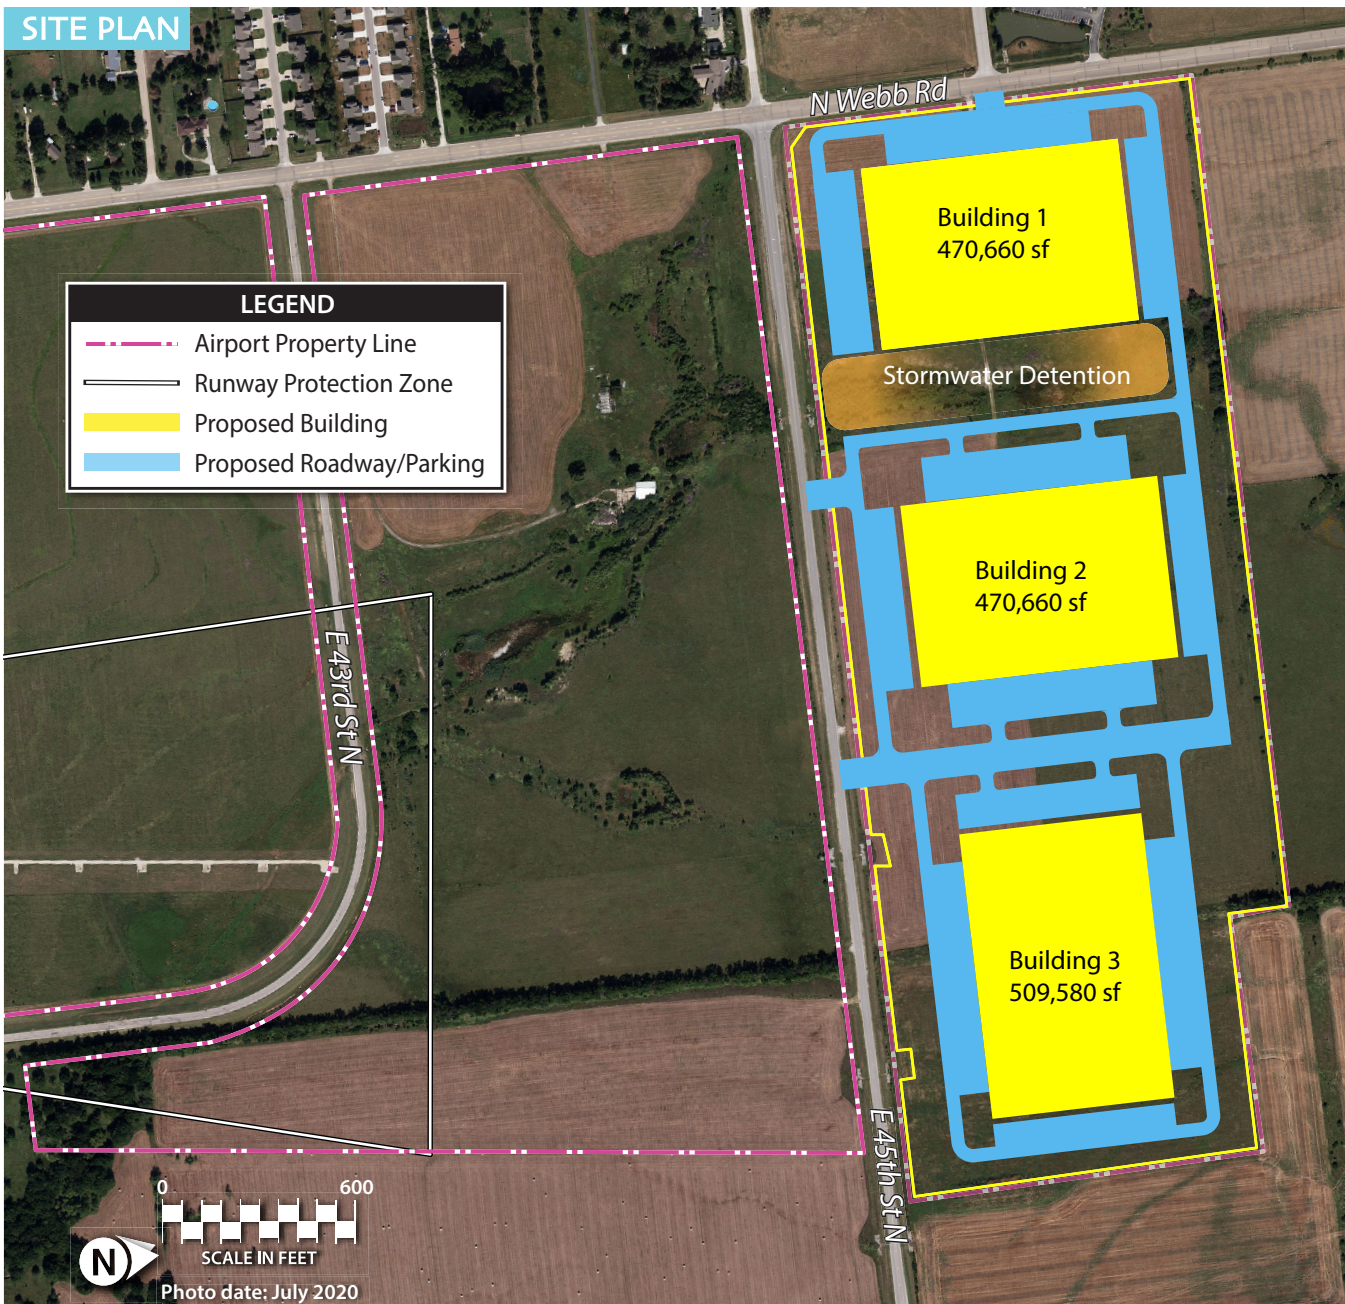 SITE PLAN
N Webb Rd
Building 1
470,660 sf
LEGEND
Airport Property Line
Runway Protection Zone
Proposed Building
Proposed Roadway/Parking
Stormwater Detention
Building 2
470,660 sf
E 43rd St N
Building 3
509,580 sf
E 45th St N
0 600
SCALE IN FEET
N
Photo date: July 2020